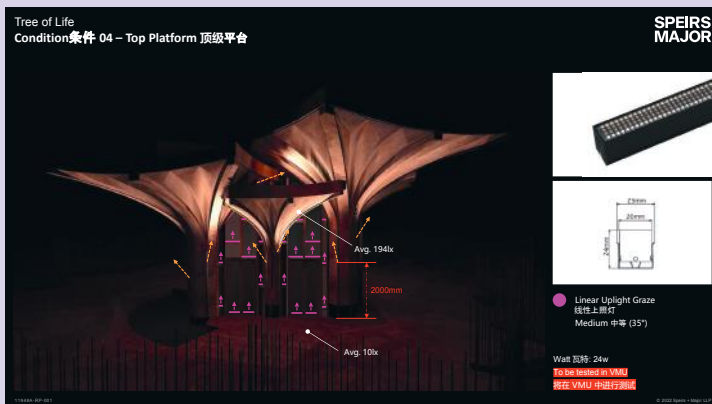 Tree of Life
Condition条件 04 – Top Platform 顶级平台
SPEIRS
MAJOR
Avg. 194lx
2000mm
Avg. 10lx
20mm
24mm
Linear Uplight Graze
线性上照灯
Medium 中等 (35°)
Watt 瓦特: 24w
To be tested in VMU
将在 VMU 中进行测试
© 2022 Speirs + Major LLP